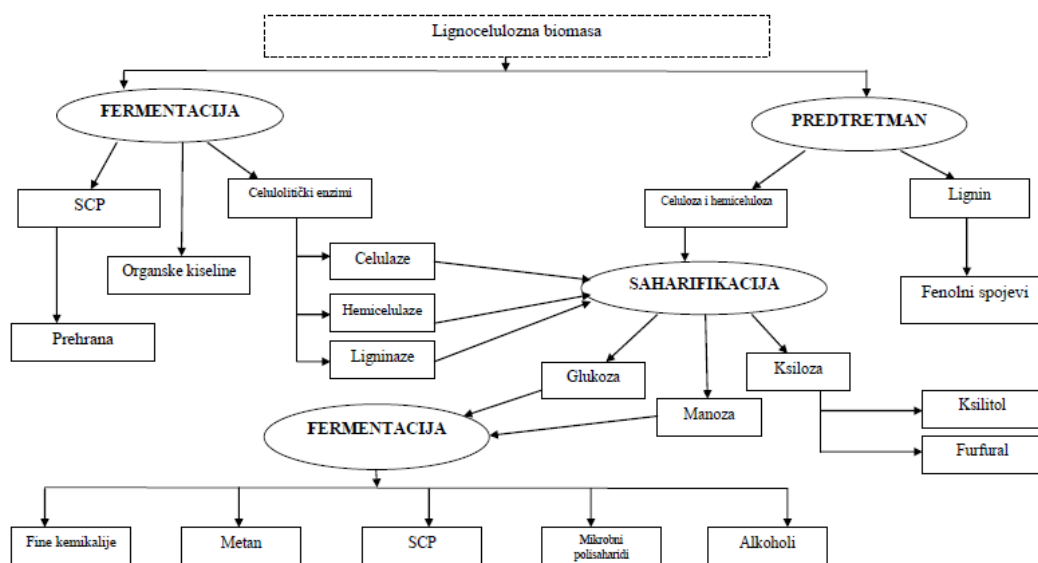 Lignocelulozna biomasa
FERMENTACIJA
PREDTRETMAN
SCP
Celulolitički enzimi
Celuloza i hemiceluloza
Lignin
Organske kiseline
Celulaze
SAHARIFIKACIJA
Fenolni spojevi
Hemicelulaze
Prehrana
Ligninaze
Glukoza
Ksiloza
Manoza
Ksilitol
FERMENTACIJA
Furfural
Fine kemikalije
Metan
SCP
Mikrobni
polisaharidi
Alkoholi